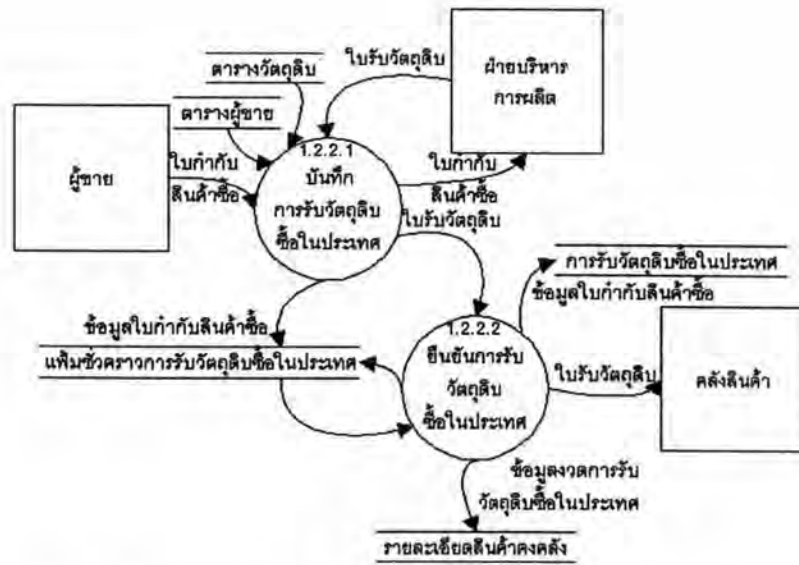 ตารางวัตถุดิบ
ใบรับวัตถุดิบ
ฝ่ายบริหาร
การผลิต
ตารางผู้ขาย
ผู้ขาย
ใบกำกับ
สินค้าซื้อ
1.2.2.1
บันทึก
การรับวัตถุดิบ
ซื้อในประเทศ
ใบกำกับ
สินค้าซื้อ
ใบรับวัตถุดิบ
การรับวัตถุดิบซื้อในประเทศ
ข้อมูลใบกำกับสินค้าซื้อ
ข้อมูลใบกำกับสินค้าซื้อ
แฟ้มชั่วคราวการรับวัตถุดิบซื้อในประเทศ
1.2.2.2
ยืนยันการรับ
วัตถุดิบ
ซื้อในประเทศ
ใบรับวัตถุดิบ
คลังสินค้า
ข้อมูลงวดการรับ
วัตถุดิบซื้อในประเทศ
รายละเอียดสินค้าคงคลัง